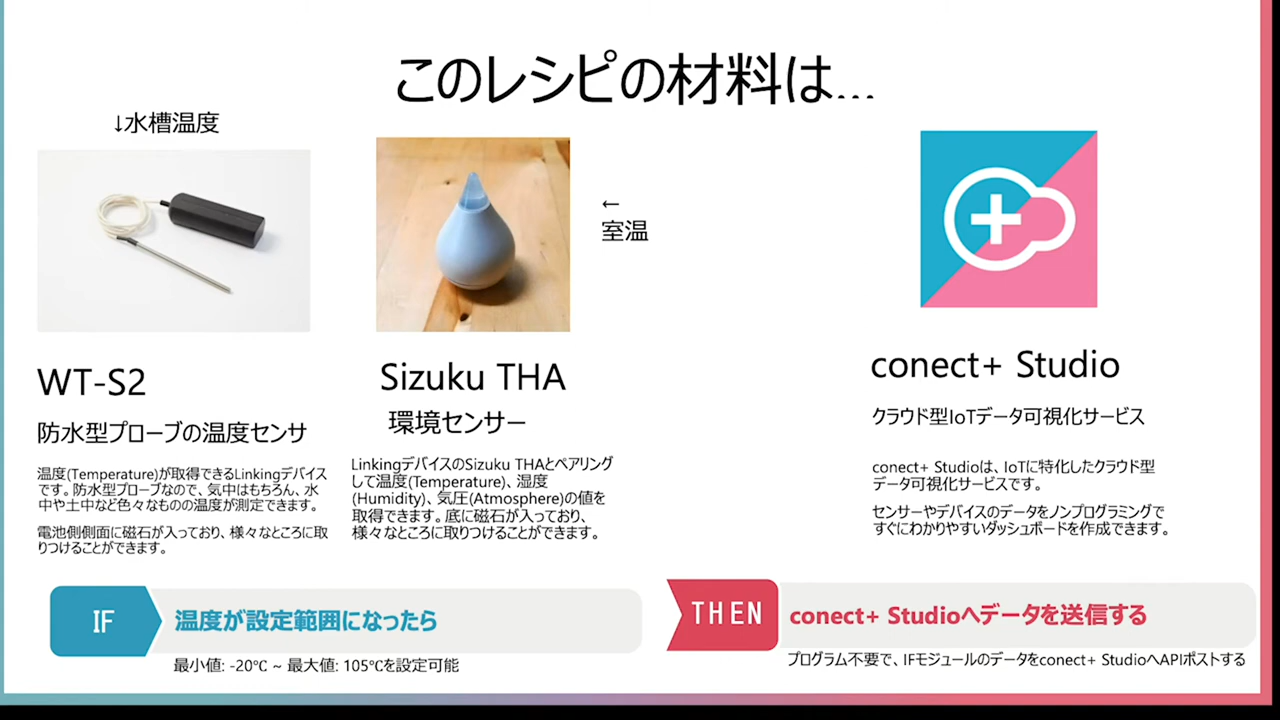 このレシピの材料は...
↓水槽温度
←
室温
WT-S2
防水型プローブの温度センサ
温度(Temperature)が取得できるLinkingデバイス
です。防水型プローブなので、気中はもちろん、水
中や土中など色々なものの温度が測定できます。
電池側側面に磁石が入っており、様々なところに取
りつけることができます。
Sizuku THA
環境センサー
LinkingデバイスのSizuku THAとペアリング
して温度(Temperature)、湿度
(Humidity)、気圧(Atmosphere)の値を
取得できます。底に磁石が入っており、
様々なところに取りつけることができます。
conect+ Studio
クラウド型IoTデータ可視化サービス
conect+ Studioは、IoTに特化したクラウド型
データ可視化サービスです。
センサーやデバイスのデータをノンプログラミングで
すぐにわかりやすいダッシュボードを作成できます。
IF
温度が設定範囲になったら
最小値: -20℃ ~ 最大値: 105℃を設定可能
THEN
conect+ Studioへデータを送信する
プログラム不要で、IFモジュールのデータをconect+ StudioへAPIポストする